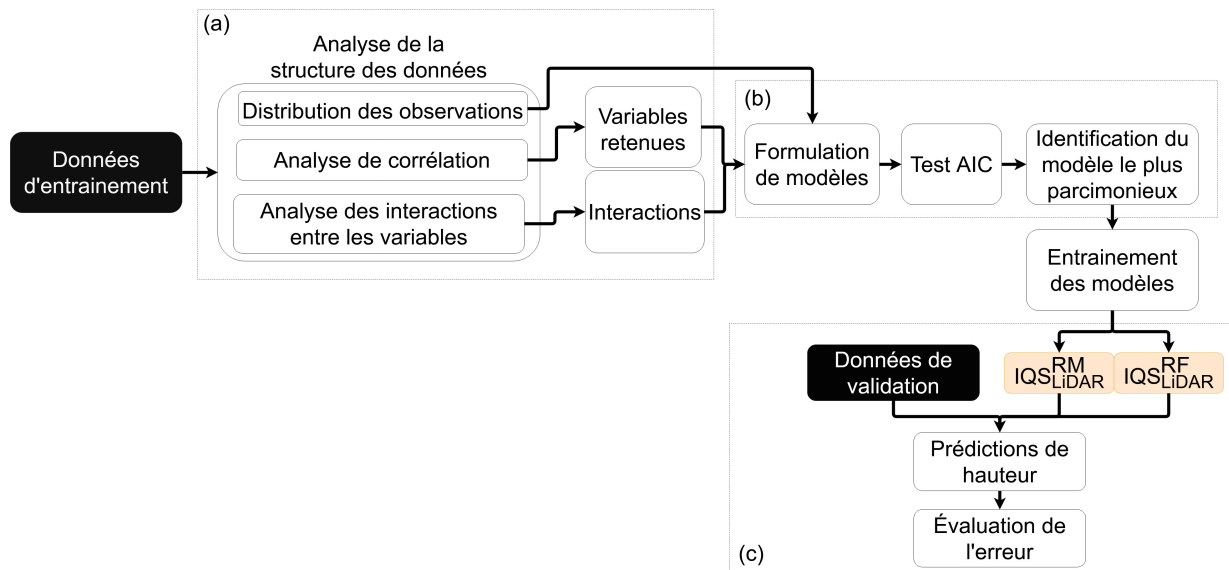 (a)
Analyse de la
structure des données
Distribution des observations
Analyse de corrélation
Analyse des interactions
entre les variables
Données
d'entrainement
Variables
retenues
Interactions
(b)
Formulation
de modèles
Test AIC
Identification du
modèle le plus
parcimonieux
Entrainement
des modèles
Données de
validation
IQS RM LiDAR
IQS RF LiDAR
Prédictions de
hauteur
Évaluation de
l'erreur
(c)